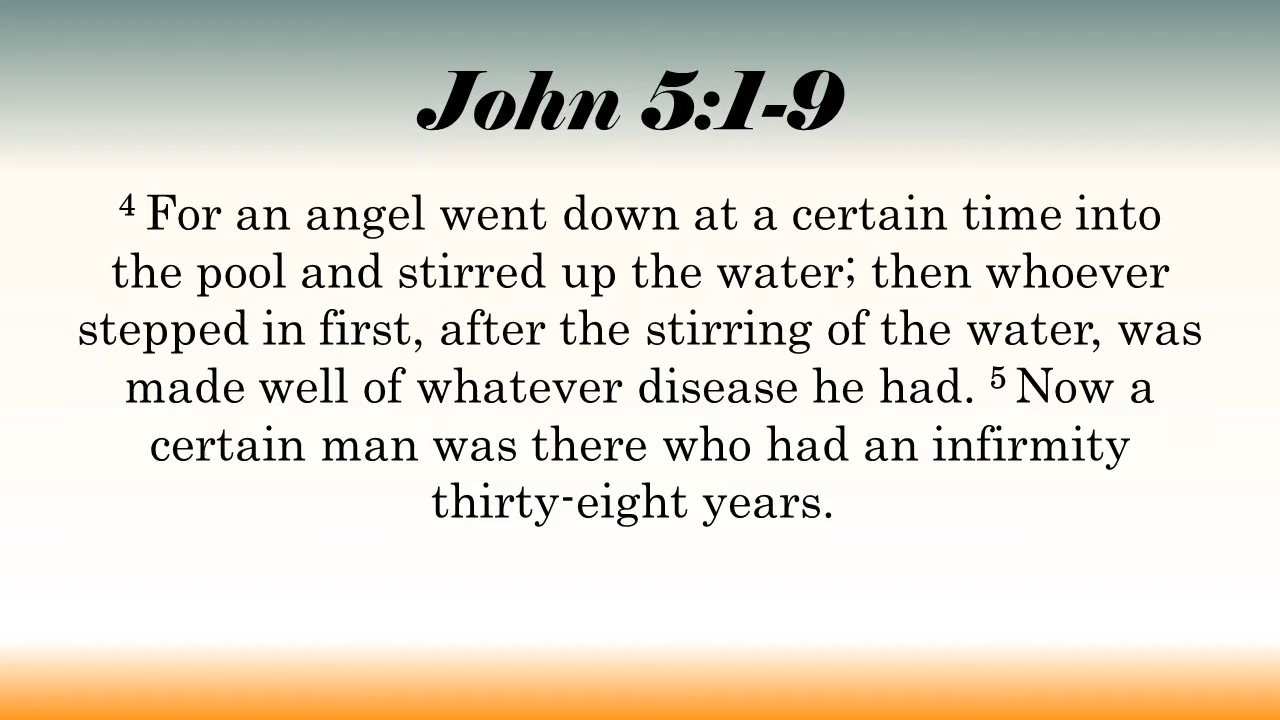 John 5:1-9
⁴ For an angel went down at a certain time into
the pool and stirred up the water; then whoever
stepped in first, after the stirring of the water, was
made well of whatever disease he had. ⁵ Now a
certain man was there who had an infirmity
thirty-eight years.